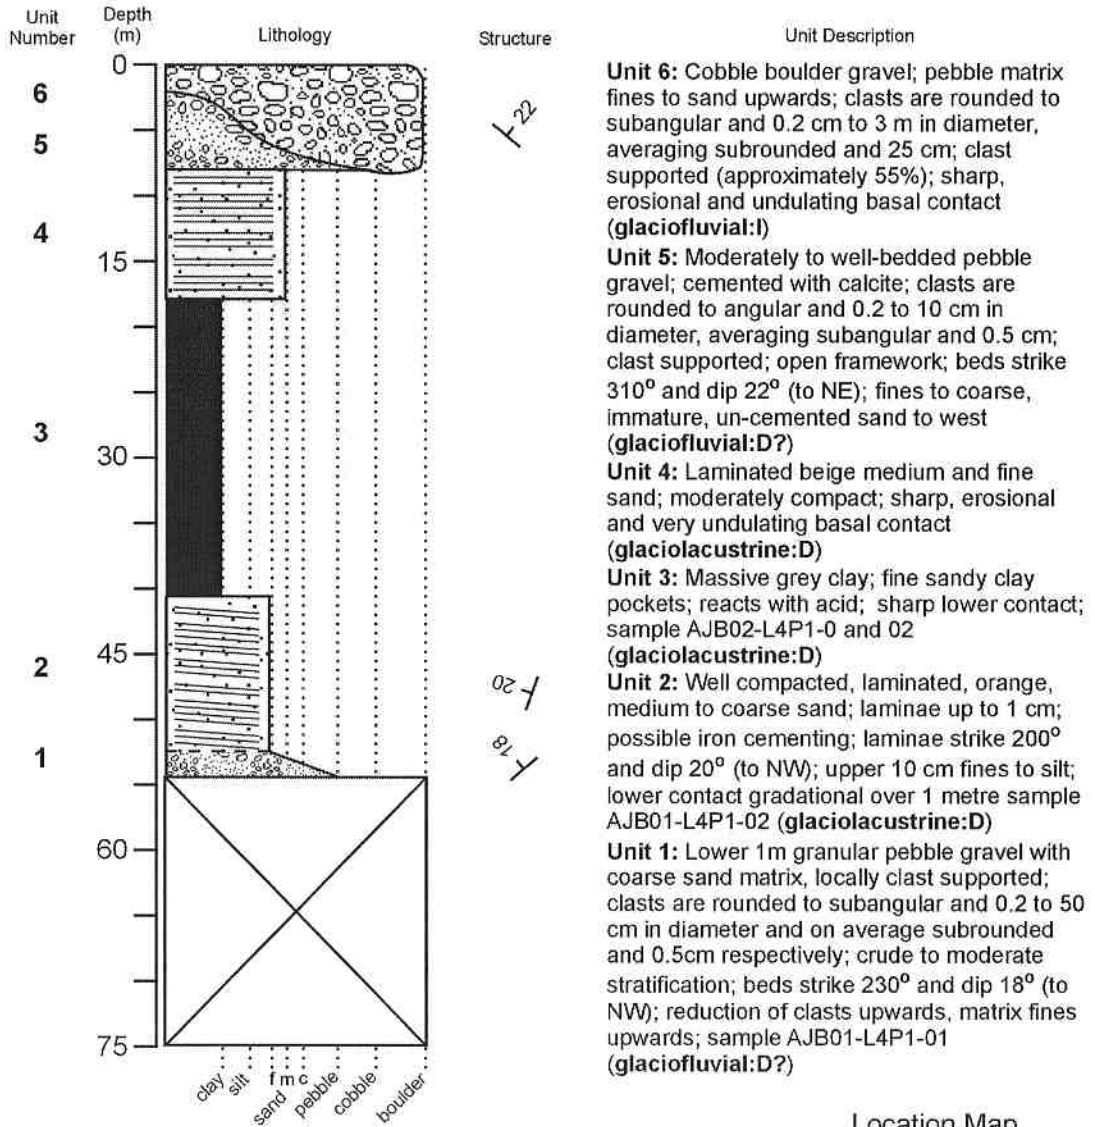 Unit
Number
Depth
(m)
Lithology
Structure
Unit Description
0
15
30
45
60
75
6
5
4
3
2
1
22
20
18
clay
silt
f m c
sand
pebble
cobble
boulder
Unit 6: Cobble boulder gravel; pebble matrix
fines to sand upwards; clasts are rounded to
subangular and 0.2 cm to 3 m in diameter,
averaging subrounded and 25 cm; clast
supported (approximately 55%); sharp,
erosional and undulating basal contact
(glaciofluvial:I)
Unit 5: Moderately to well-bedded pebble
gravel; cemented with calcite; clasts are
rounded to angular and 0.2 to 10 cm in
diameter, averaging subangular and 0.5 cm;
clast supported; open framework; beds strike
310° and dip 22° (to NE); fines to coarse,
immature, un-cemented sand to west
(glaciofluvial:D?)
Unit 4: Laminated beige medium and fine
sand; moderately compact; sharp, erosional
and very undulating basal contact
(glaciolacustrine:D)
Unit 3: Massive grey clay; fine sandy clay
pockets; reacts with acid; sharp lower contact;
sample AJB02-L4P1-0 and 02
(glaciolacustrine:D)
Unit 2: Well compacted, laminated, orange,
medium to coarse sand; laminae up to 1 cm;
possible iron cementing; laminae strike 200°
and dip 20° (to NW); upper 10 cm fines to silt;
lower contact gradational over 1 metre sample
AJB01-L4P1-02 (glaciolacustrine:D)
Unit 1: Lower 1m granular pebble gravel with
coarse sand matrix, locally clast supported;
clasts are rounded to subangular and 0.2 to 50
cm in diameter and on average subrounded
and 0.5cm respectively; crude to moderate
stratification; beds strike 230° and dip 18° (to
NW); reduction of clasts upwards, matrix fines
upwards; sample AJB01-L4P1-01
(glaciofluvial:D?)
Location Map